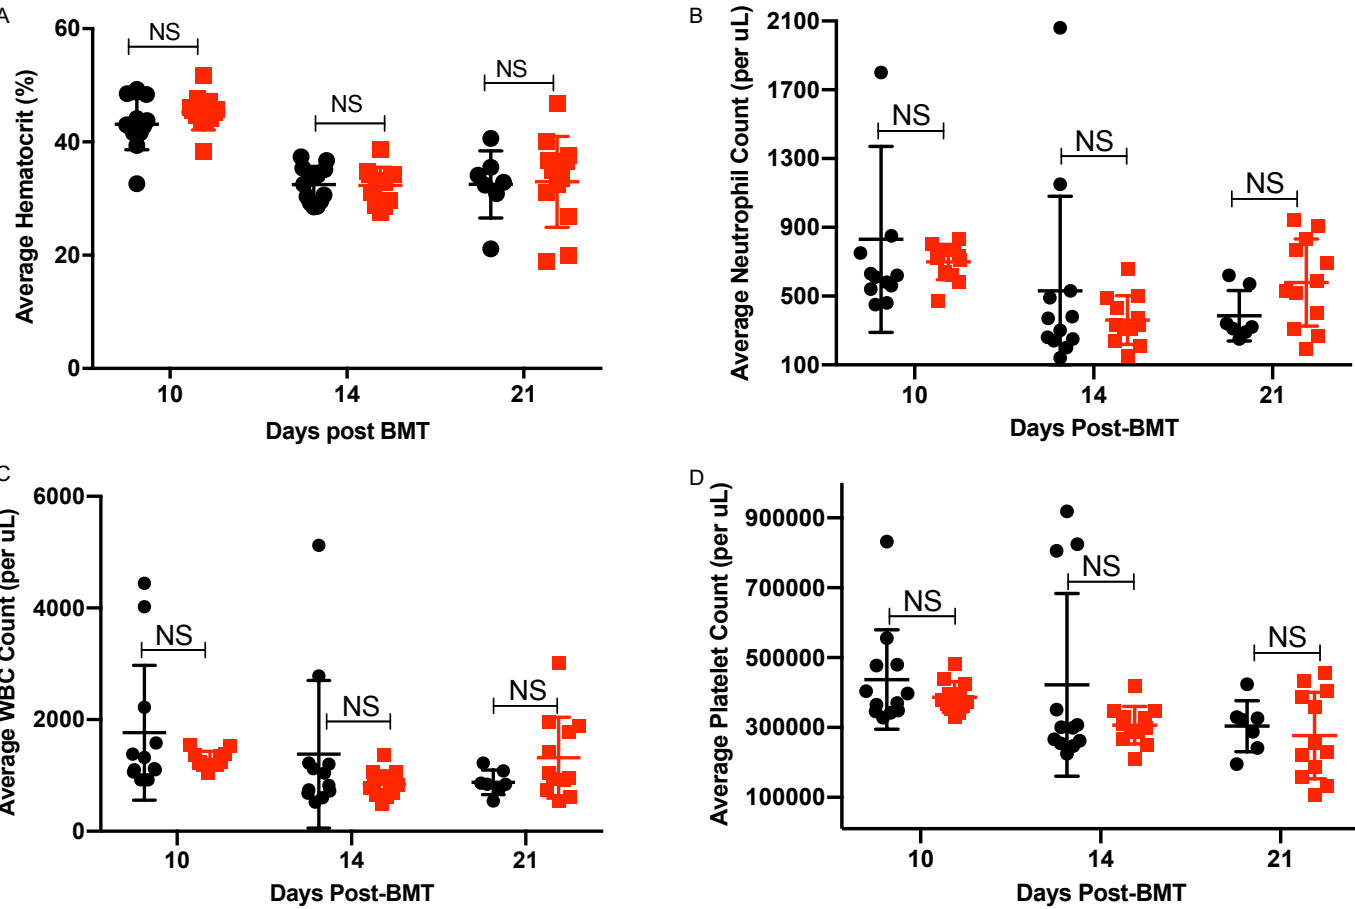 A
60
40
20
0
Average Hematocrit (%)
NS
NS
NS
10
14
21
Days post BMT
B
2100
1700
1300
900
500
100
Average Neutrophil Count (per uL)
NS
NS
NS
10
14
21
Days Post-BMT
C
6000
4000
2000
0
Average WBC Count (per uL)
NS
NS
NS
10
14
21
Days Post-BMT
D
900000
700000
500000
300000
100000
Average Platelet Count (per uL)
NS
NS
NS
10
14
21
Days Post-BMT